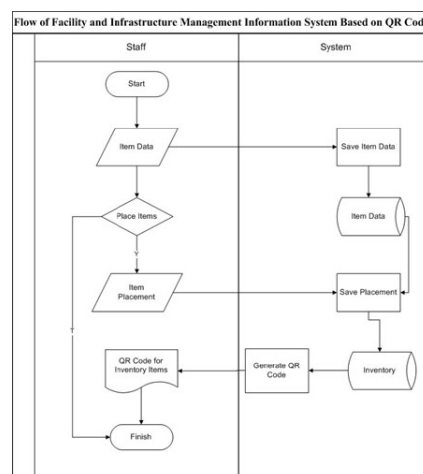 Flow of Facility and Infrastructure Management Information System Based on QR Cod
Staff
System
Start
Item Data
Save Item Data
Place Items
Item Data
Y
Item
Placement
Save Placement
Y
QR Code for
Inventory Items
Generate QR
Code
Inventory
Finish